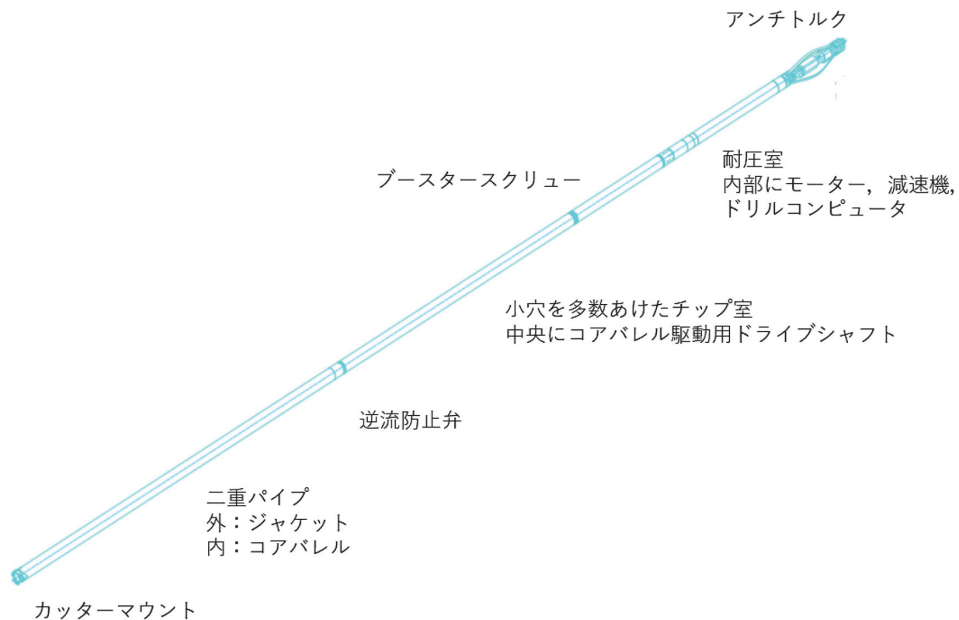 アンチトルク
耐圧室
内部にモーター，減速機，
ドリルコンピュータ
ブースタースクリュー
小穴を多数あけたチップ室
中央にコアバレル駆動用ドライブシャフト
逆流防止弁
二重パイプ
外：ジャケット
内：コアバレル
カッターマウント